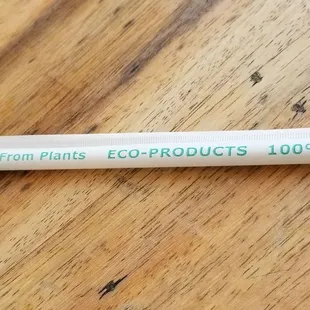 From Plants ECO-PRODUCTS 100%